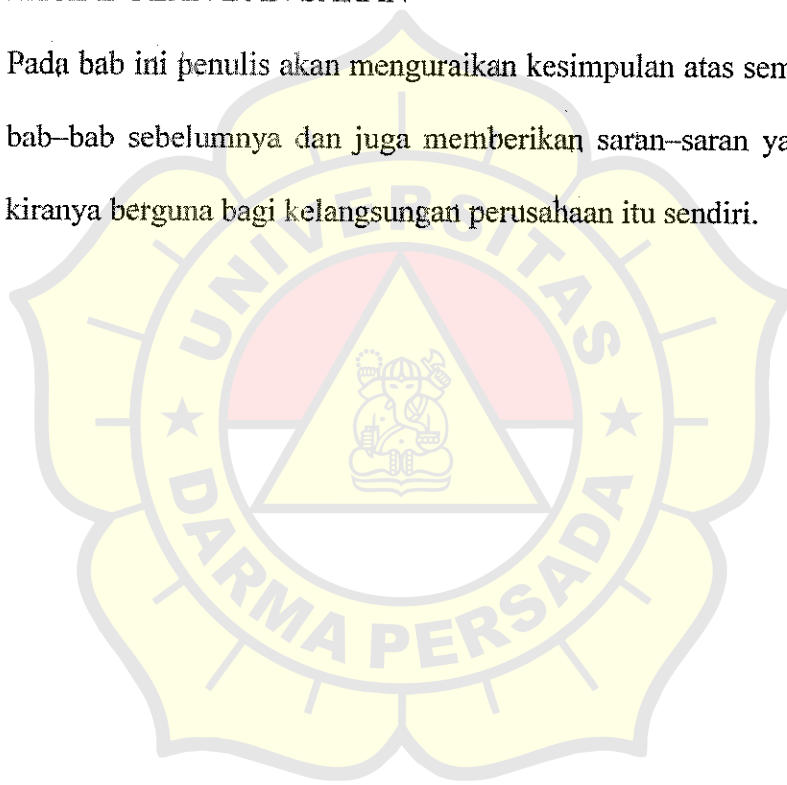 Pada bab ini penulis akan menguraikan kesimpulan atas sem
bab–bab sebelumnya dan juga memberikan saran–saran ya
kiranya berguna bagi kelangsungan perusahaan itu sendiri.
UNIVERSITAS
DARMA PERSADA